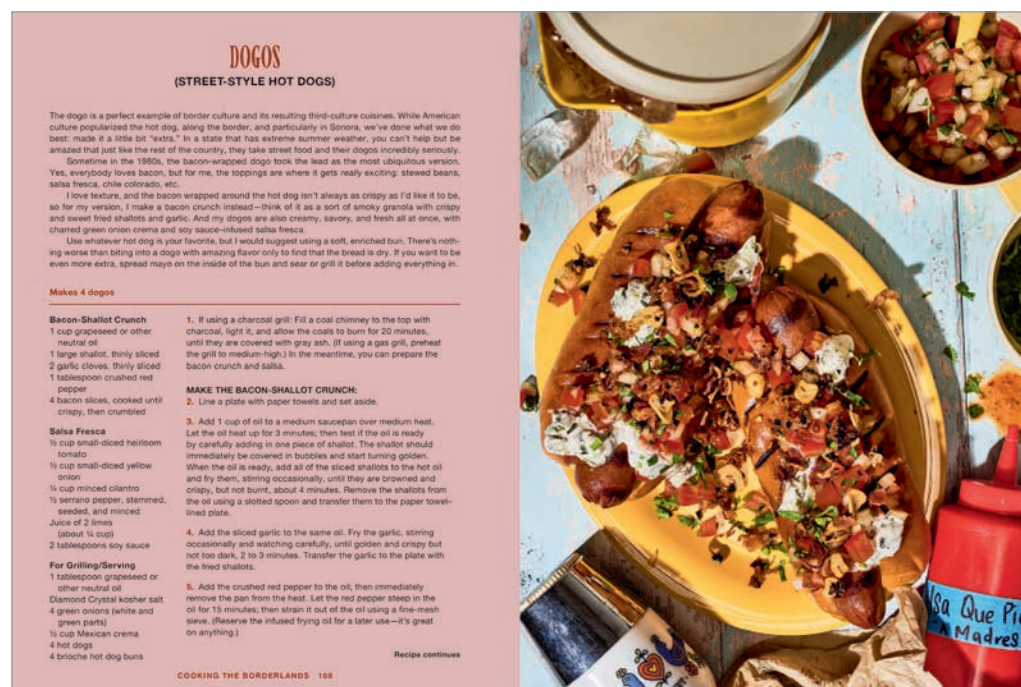 DOGOS
(STREET-STYLE HOT DOGS)
The dogo is a perfect example of border culture and its resulting third-culture cuisines. While American
culture popularized the hot dog, along the border, and particularly in Sonora, we've done what we do
best: made it a little bit "extra." In a state that has extreme summer weather, you can't help but be
amazed that just like the rest of the country, they take street food and their dogos incredibly seriously.
Sometime in the 1980s, the bacon-wrapped dogo took the lead as the most ubiquitous version.
Yes, everybody loves bacon, but for me, the toppings are where it gets really exciting: stewed beans,
salsa fresca, chile colorado, etc.
I love texture, and the bacon wrapped around the hot dog isn't always as crispy as I'd like it to be,
so for my version, I make a bacon crunch instead—think of it as a sort of smoky granola with crispy
and sweet fried shallots and garlic. And my dogos are also creamy, savory, and fresh all at once, with
charred green onion crema and soy sauce–infused salsa fresca.
Use whatever hot dog is your favorite, but I would suggest using a soft, enriched bun. There's noth-
ing worse than biting into a dogo with amazing flavor only to find that the bread is dry. If you want to be
even more extra, spread mayo on the inside of the bun and sear or grill it before adding everything in.
Makes 4 dogos
Bacon-Shallot Crunch
1 cup grapeseed or other
neutral oil
1 large shallot, thinly sliced
2 garlic cloves, thinly sliced
1 tablespoon crushed red
pepper
4 bacon slices, cooked until
crispy, then crumbled
Salsa Fresca
½ cup small-diced heirloom
tomato
½ cup small-diced yellow
onion
¼ cup minced cilantro
½ serrano pepper, stemmed,
seeded, and minced
Juice of 2 limes
(about ¼ cup)
2 tablespoons soy sauce
For Grilling/Serving
1 tablespoon grapeseed or
other neutral oil
Diamond Crystal kosher salt
4 green onions (white and
green parts)
½ cup Mexican crema
4 hot dogs
4 brioche hot dog buns
1. If using a charcoal grill: Fill a coal chimney to the top with
charcoal, light it, and allow the coals to burn for 20 minutes,
until they are covered with gray ash. (If using a gas grill, preheat
the grill to medium-high.) In the meantime, you can prepare the
bacon crunch and salsa.
MAKE THE BACON-SHALLOT CRUNCH:
2. Line a plate with paper towels and set aside.
3. Add 1 cup of oil to a medium saucepan over medium heat.
Let the oil heat up for 3 minutes; then test if the oil is ready
by carefully adding in one piece of shallot. The shallot should
immediately be covered in bubbles and start turning golden.
When the oil is ready, add all of the sliced shallots to the hot oil
and fry them, stirring occasionally, until they are browned and
crispy, but not burnt, about 4 minutes. Remove the shallots from
the oil using a slotted spoon and transfer them to the paper towel-
lined plate.
4. Add the sliced garlic to the same oil. Fry the garlic, stirring
occasionally and watching carefully, until golden and crispy but
not too dark, 2 to 3 minutes. Transfer the garlic to the plate with
the fried shallots.
5. Add the crushed red pepper to the oil; then immediately
remove the pan from the heat. Let the red pepper steep in the
oil for 15 minutes; then strain it out of the oil using a fine-mesh
sieve. (Reserve the infused frying oil for a later use—it's great
on anything.)
Recipe continues
COOKING THE BORDERLANDS 188
Que
Madres